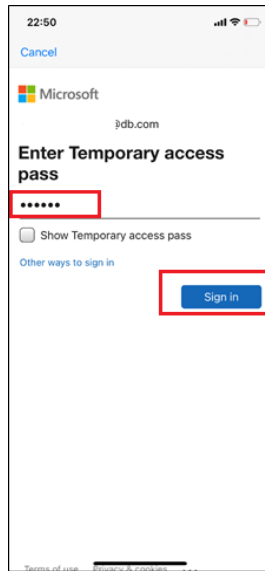 22:50
Cancel
Microsoft
@db.com
Enter Temporary access
pass
••••••
Show Temporary access pass
Other ways to sign in
Sign in
Terms of use Privacy & cookies ...